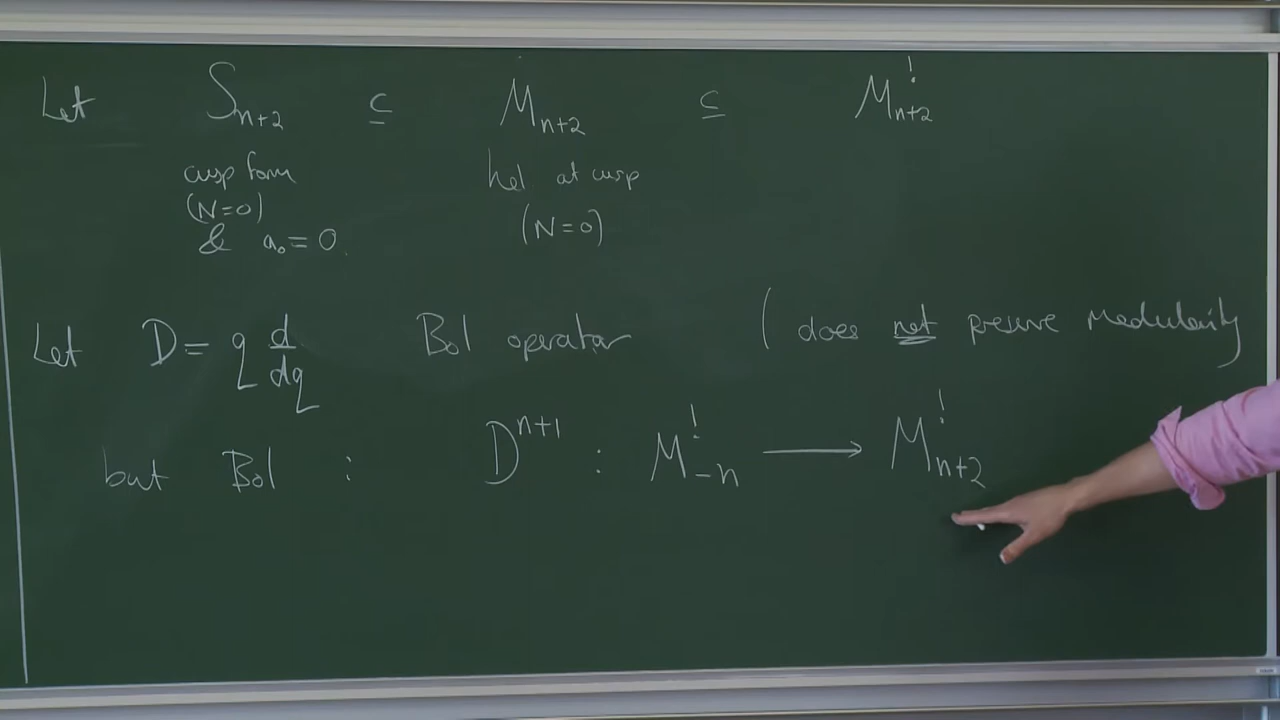 Let S_{n+2} ⊆ M_{n+2} ⊆ M^!_{n+2}
cusp form hol at cusp
(N=0) (N=0)
& a_0 = 0.
Let D = q d/dq Bol operator (does not preserve modularity)
but Bol : D^{n+1} : M^!_{-n} ⟶ M^!_{n+2}